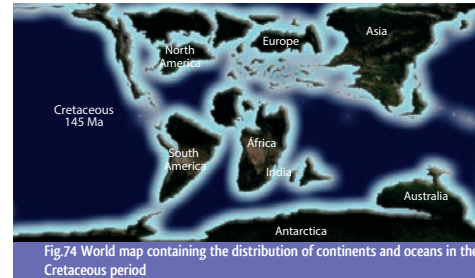 Asia
Europe
North
America
Cretaceous
145 Ma
África
South
America
India
Australia
Antarctica
Fig.74 World map containing the distribution of continents and oceans in the
Cretaceous period